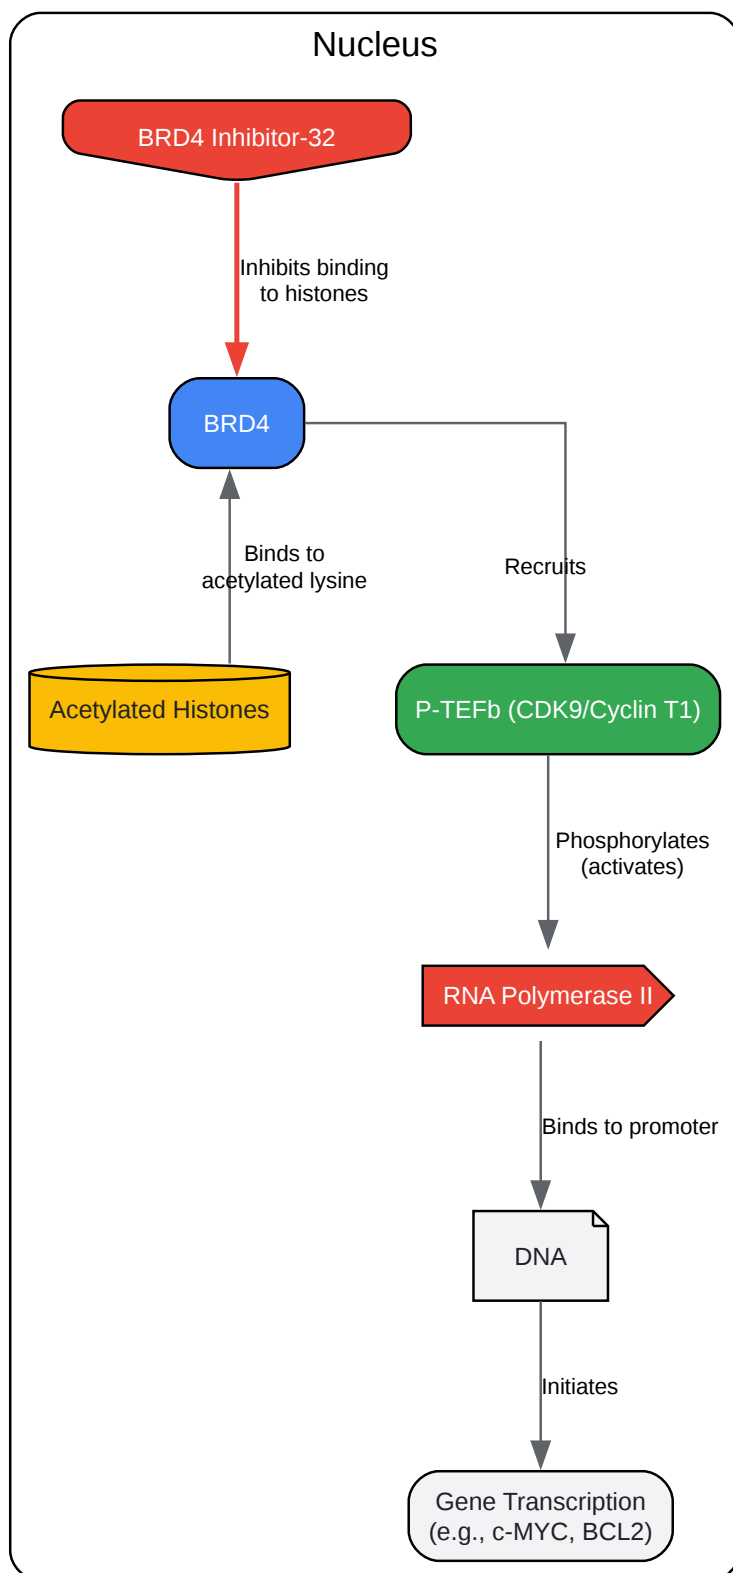 Nucleus
BRD4 Inhibitor-32
Inhibits binding
to histones
BRD4
Binds to
acetylated lysine
Recruits
Acetylated Histones
P-TEFb (CDK9/Cyclin T1)
Phosphorylates
(activates)
RNA Polymerase II
Binds to promoter
DNA
Initiates
Gene Transcription
(e.g., c-MYC, BCL2)